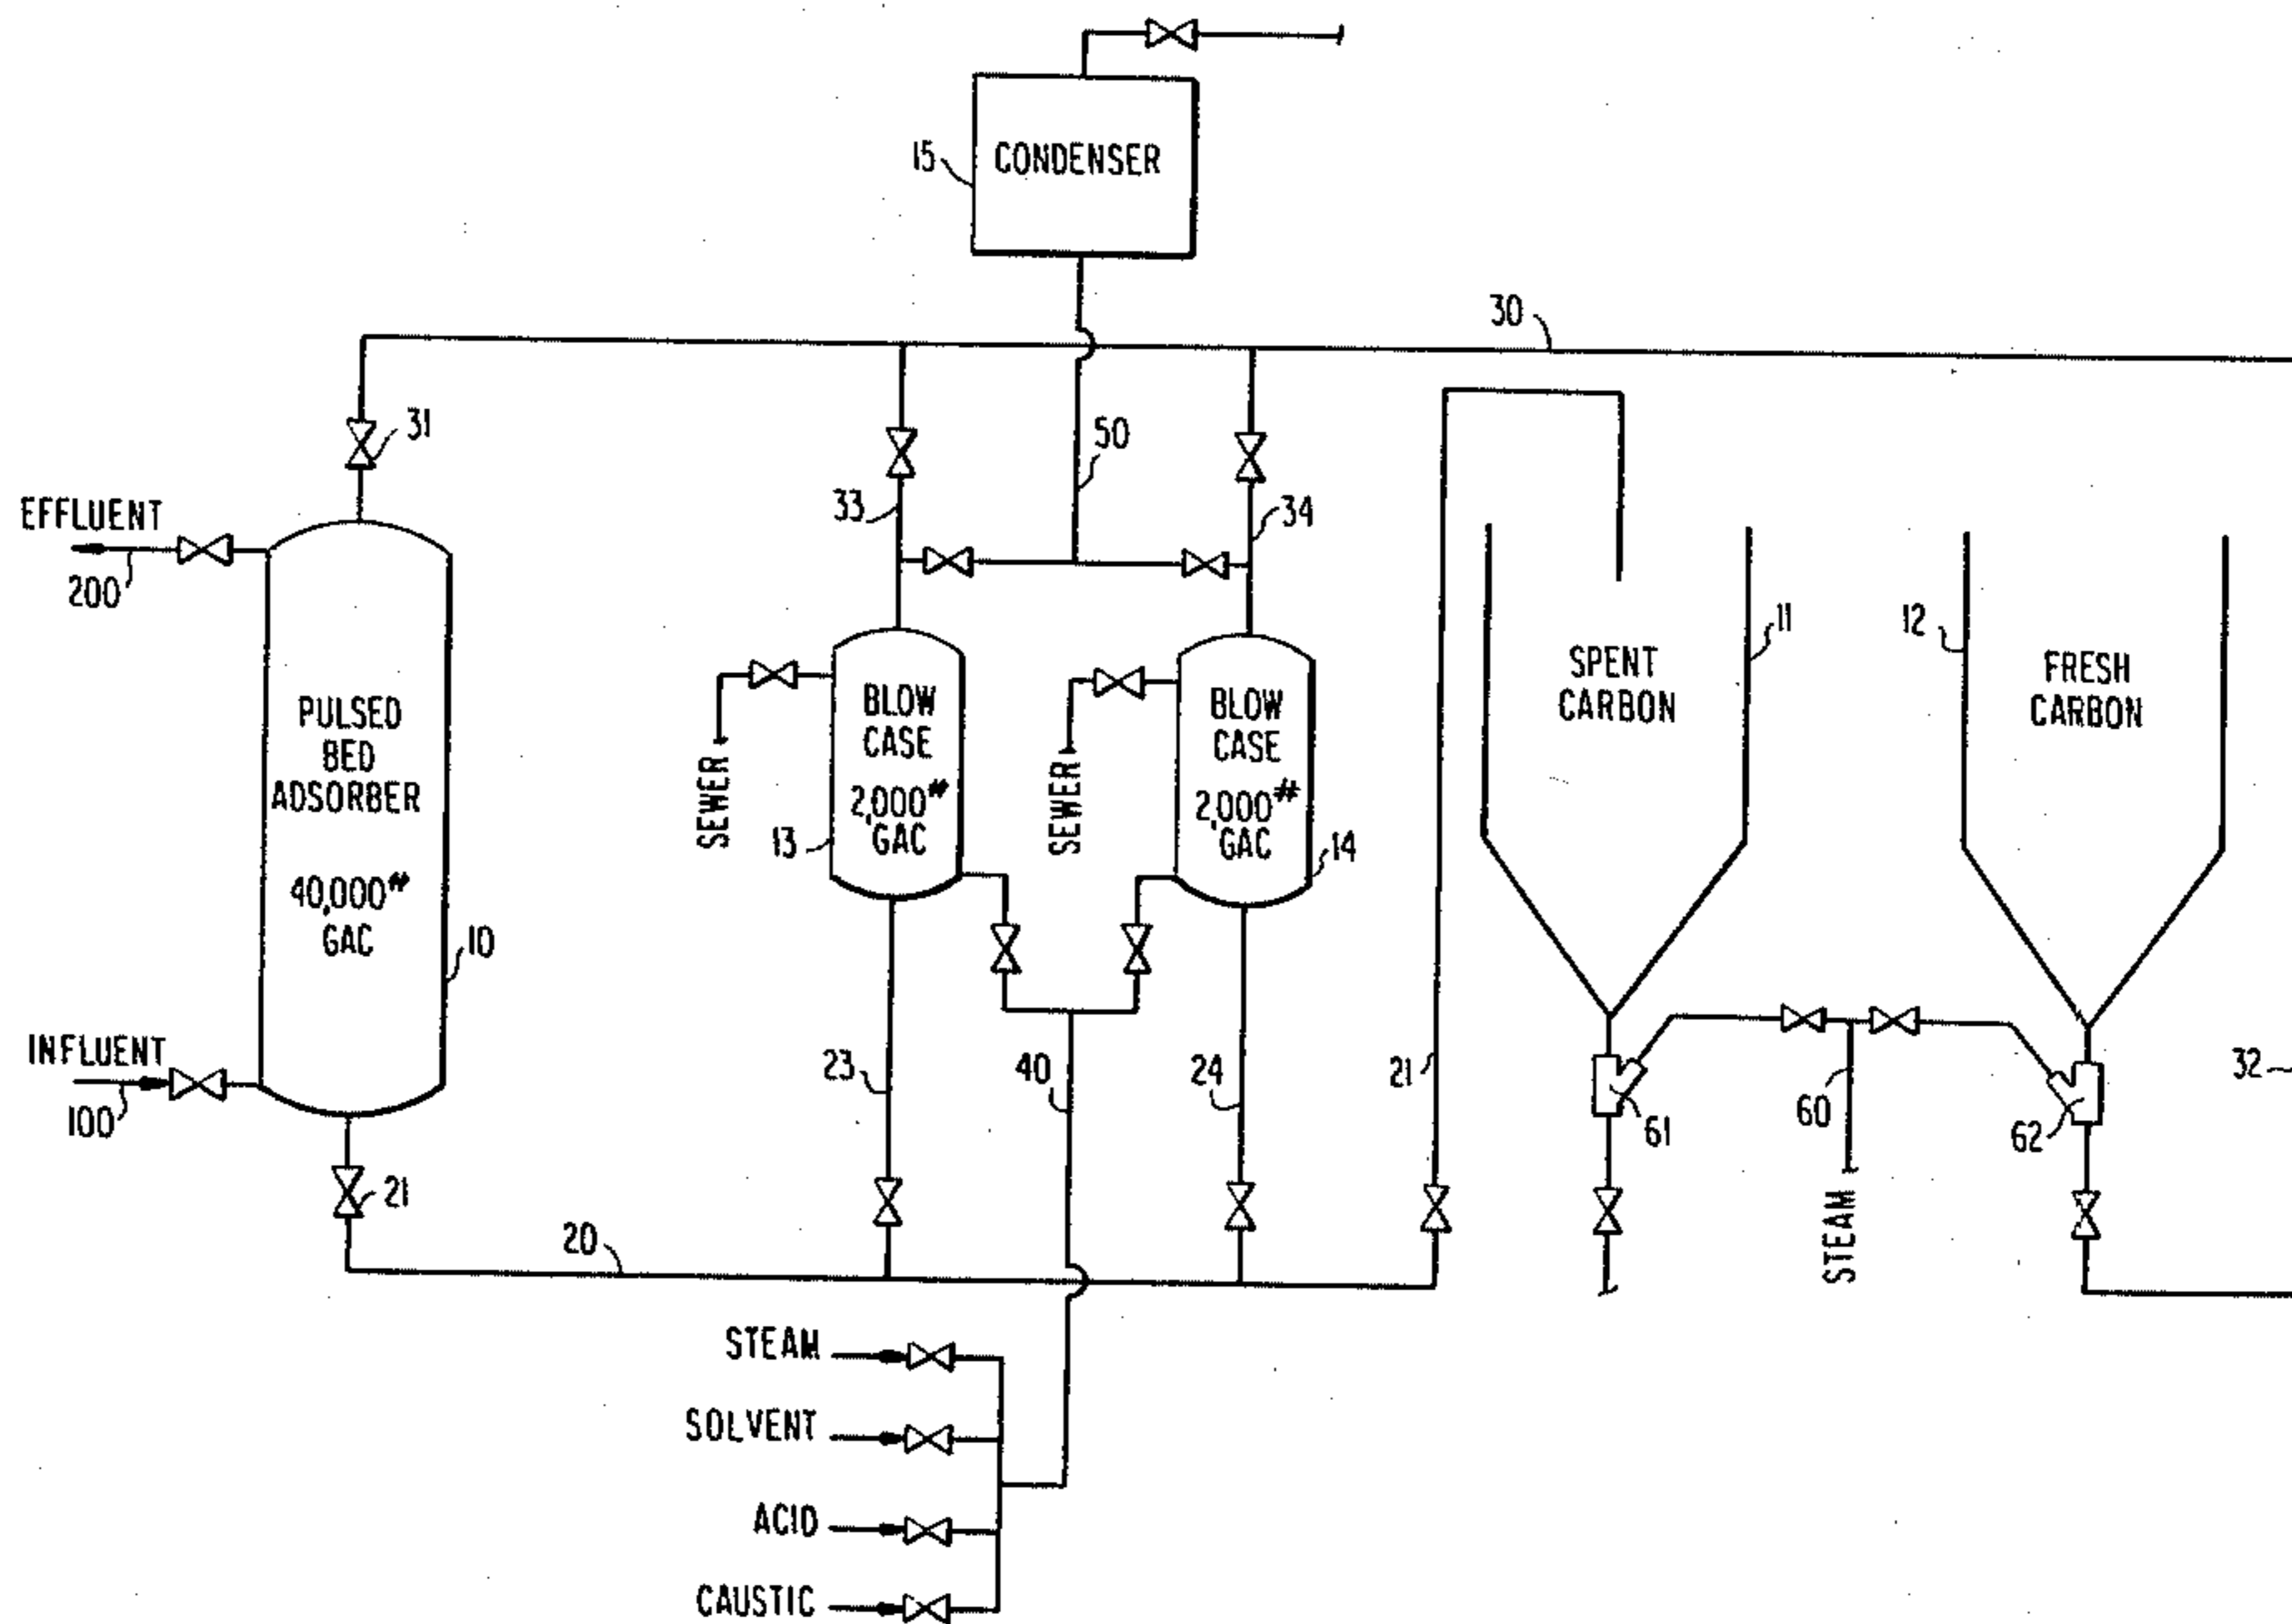 15
CONDENSER
30
31
50
EFFLUENT
200
33
34
PULSED
BED
ADSORBER
40,000#
GAC
10
INFLUENT
100
21
SEWER
BLOW
CASE
2,000#
GAC
13
SEWER
BLOW
CASE
2,000#
GAC
14
SPENT
CARBON
11
12
FRESH
CARBON
23
40
24
21
61
60
62
32
STEAM
20
STEAM
SOLVENT
ACID
CAUSTIC